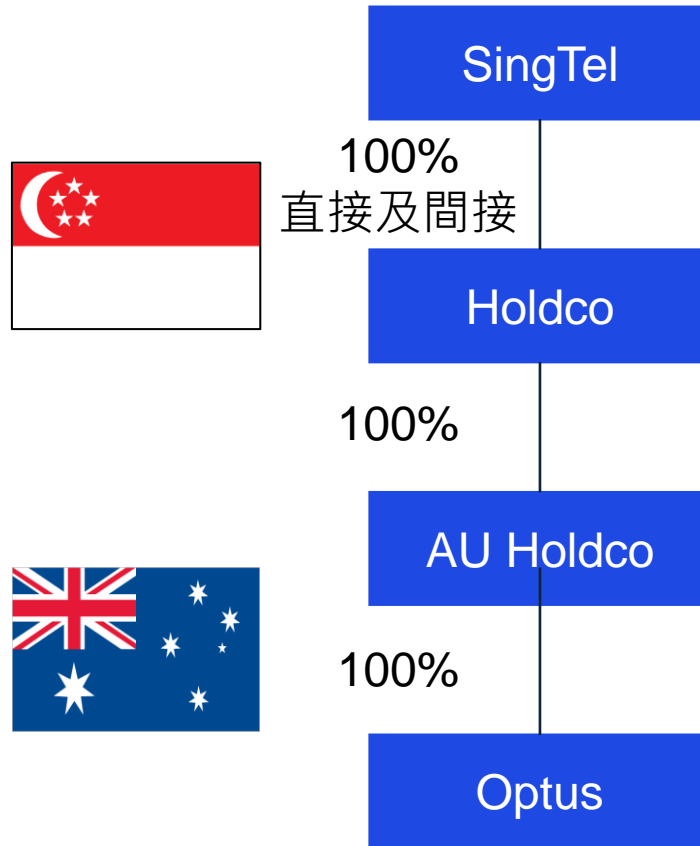 SingTel
100%
直接及間接
Holdco
100%
AU Holdco
100%
Optus